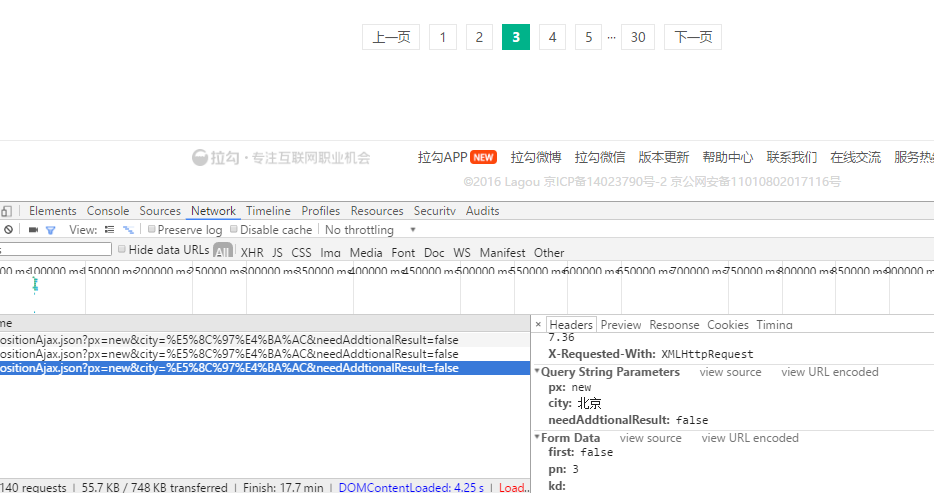 上一页 1 2 3 4 5 ... 30 下一页
拉勾·专注互联网职业机会 拉勾APP NEW 拉勾微博 拉勾微信 版本更新 帮助中心 联系我们 在线交流 服务热
©2016 Lagou 京ICP备14023790号-2 京公网安备11010802017116号
Elements Console Sources Network Timeline Profiles Resources Security Audits
View: Preserve log Disable cache No throttling
s Hide data URLs All XHR JS CSS Img Media Font Doc WS Manifest Other
00 ms 100000 ms 150000 ms 200000 ms 250000 ms 300000 ms 350000 ms 400000 ms 450000 ms 500000 ms 550000 ms 600000 ms 650000 ms 700000 ms 750000 ms 800000 ms 850000 ms 900000 ms
me
ositionAjax.json?px=new&city=%E5%8C%97%E4%BA%AC&needAddtionalResult=false
ositionAjax.json?px=new&city=%E5%8C%97%E4%BA%AC&needAddtionalResult=false
ositionAjax.json?px=new&city=%E5%8C%97%E4%BA%AC&needAddtionalResult=false
140 requests | 55.7 KB / 748 KB transferred | Finish: 17.7 min | DOMContentLoaded: 4.25 s | Load...
× Headers Preview Response Cookies Timing
7.36
X-Requested-With: XMLHttpRequest
Query String Parameters view source view URL encoded
px: new
city: 北京
needAddtionalResult: false
Form Data view source view URL encoded
first: false
pn: 3
kd: